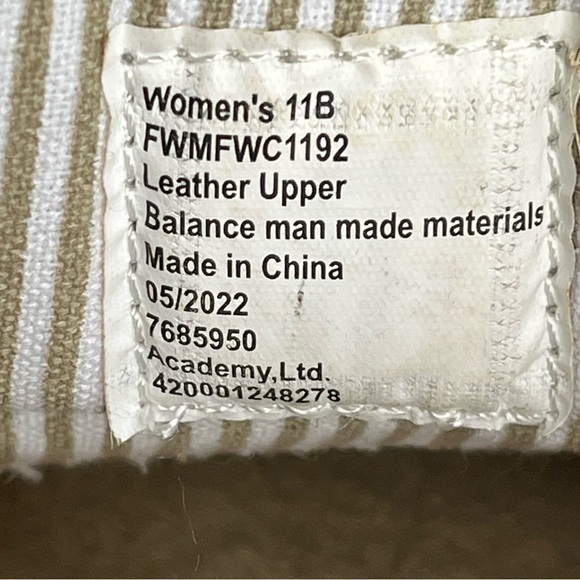 Women's 11B
FWMFWC1192
Leather Upper
Balance man made materials
Made in China
05/2022
7685950
Academy,Ltd.
420001248278